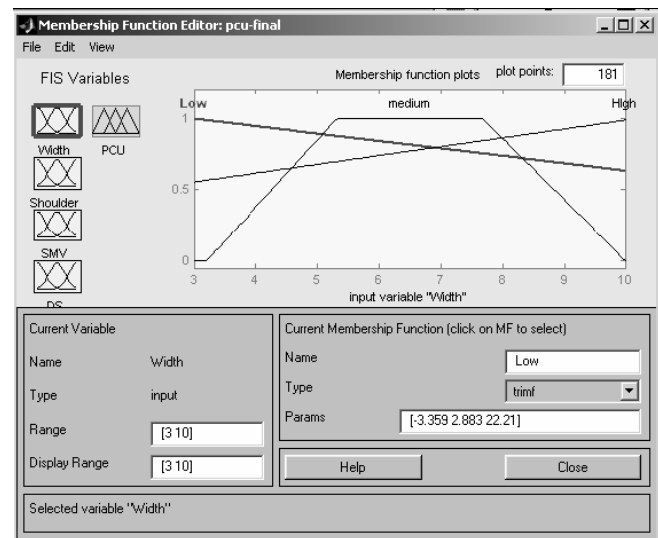 Membership Function Editor: pcu-final
File Edit View
FIS Variables
Membership function plots plot points: 181
Low medium HIgh
1
0.5
0
3 4 5 6 7 8 9 10
input variable "Width"
Width PCU
Shoulder
SMV
DS
Current Variable
Name Width
Type input
Range [3 10]
Display Range [3 10]
Current Membership Function (click on MF to select)
Name Low
Type trimf
Params [-3.359 2.883 22.21]
Help Close
Selected variable "Width"